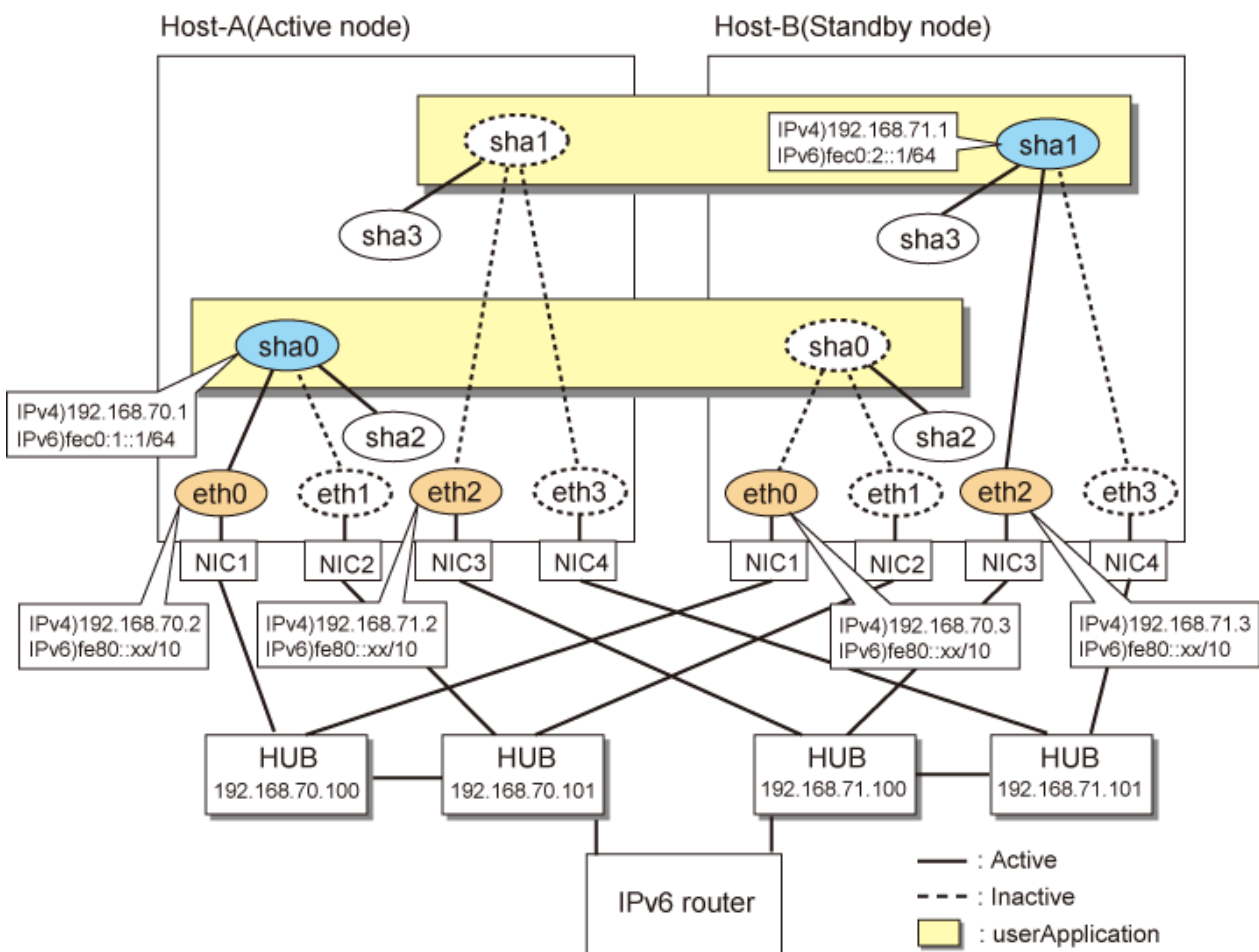 Host-A(Active node)
Host-B(Standby node)
sha1
IPv4)192.168.71.1
IPv6)fec0:2::1/64
sha1
sha3
sha3
sha0
sha0
IPv4)192.168.70.1
IPv6)fec0:1::1/64
sha2
sha2
eth0
eth1
eth2
eth3
eth0
eth1
eth2
eth3
NIC1
NIC2
NIC3
NIC4
NIC1
NIC2
NIC3
NIC4
IPv4)192.168.70.2
IPv6)fe80::xx/10
IPv4)192.168.71.2
IPv6)fe80::xx/10
IPv4)192.168.70.3
IPv6)fe80::xx/10
IPv4)192.168.71.3
IPv6)fe80::xx/10
HUB
192.168.70.100
HUB
192.168.70.101
HUB
192.168.71.100
HUB
192.168.71.101
IPv6 router
: Active
: Inactive
: userApplication